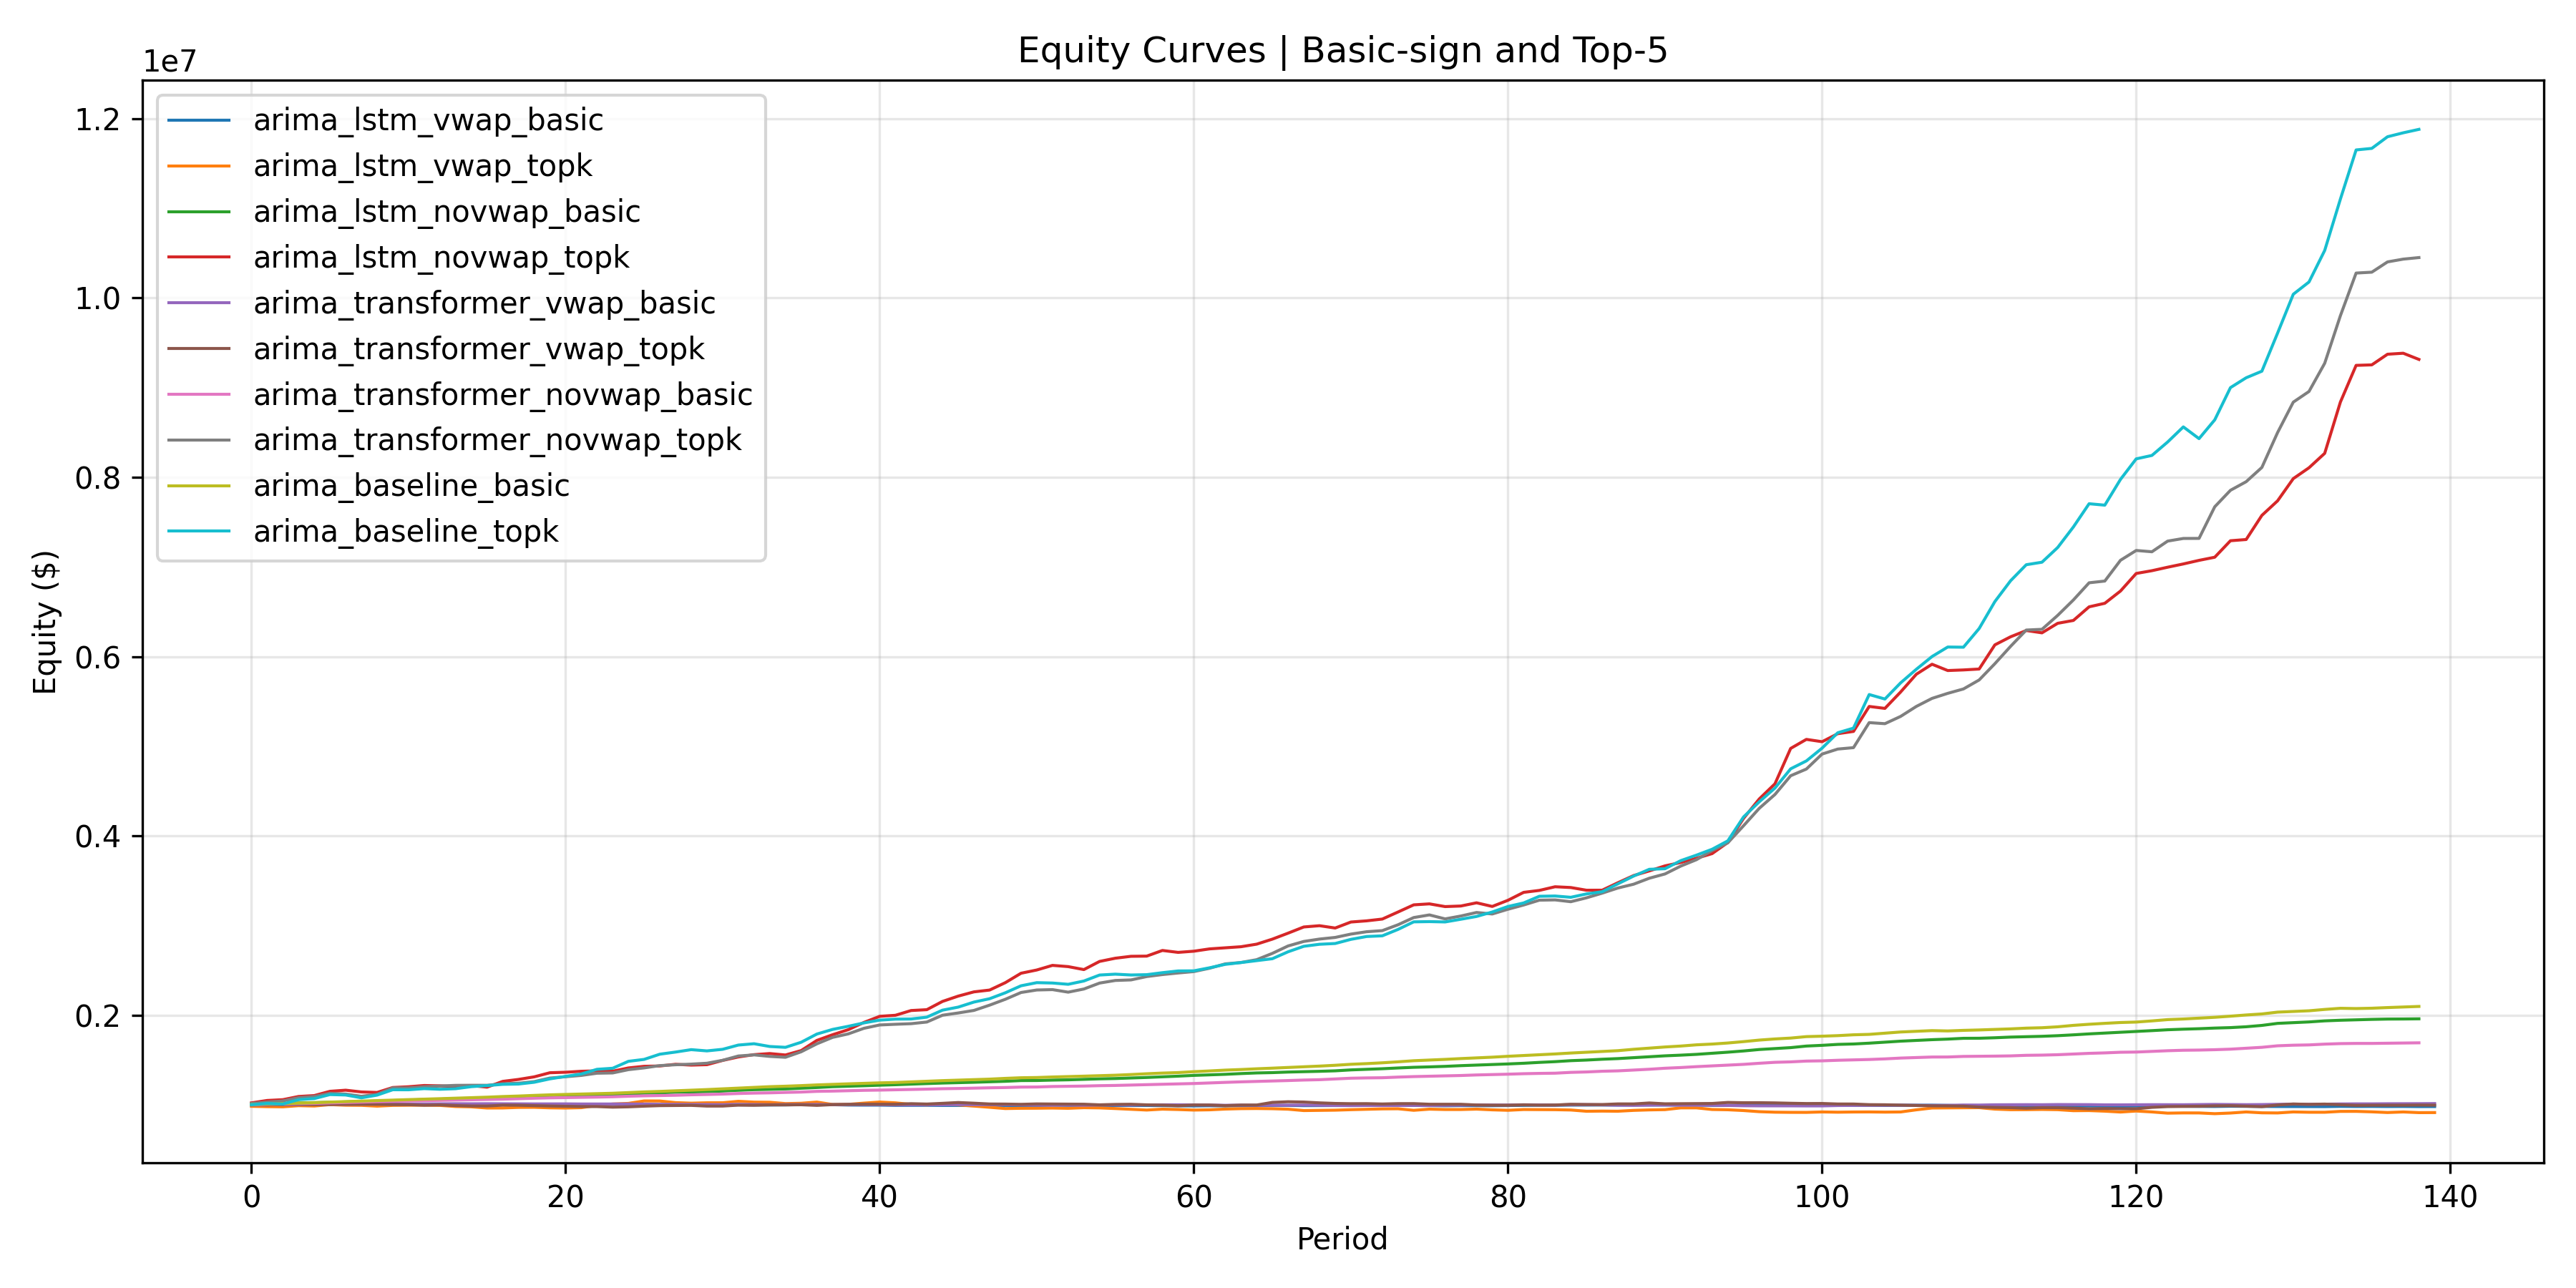 Equity Curves | Basic-sign and Top-5
1e7
1.2
1.0
0.8
0.6
0.4
0.2
Equity ($)
arima_lstm_vwap_basic
arima_lstm_vwap_topk
arima_lstm_novwap_basic
arima_lstm_novwap_topk
arima_transformer_vwap_basic
arima_transformer_vwap_topk
arima_transformer_novwap_basic
arima_transformer_novwap_topk
arima_baseline_basic
arima_baseline_topk
0 20 40 60 80 100 120 140
Period